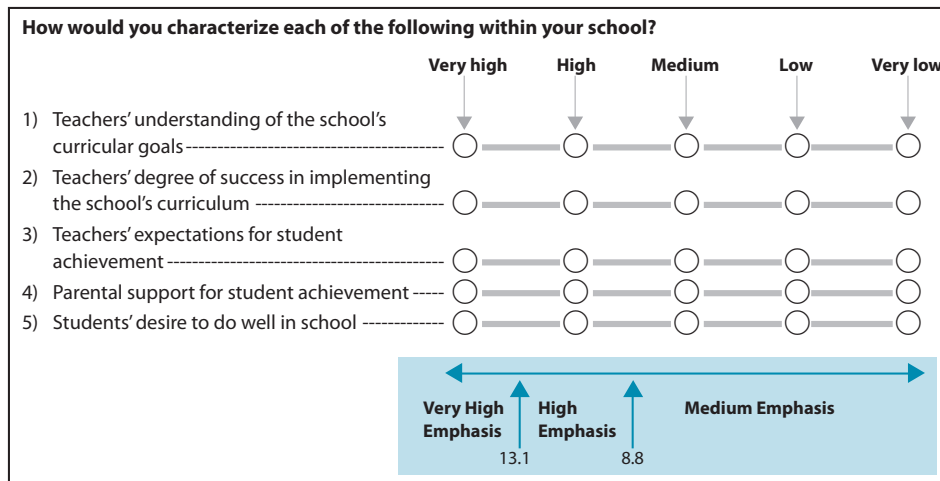 How would you characterize each of the following within your school?
Very high High Medium Low Very low
1) Teachers’ understanding of the school’s
curricular goals
2) Teachers’ degree of success in implementing
the school’s curriculum
3) Teachers’ expectations for student
achievement
4) Parental support for student achievement
5) Students’ desire to do well in school
Very High High Medium Emphasis
Emphasis Emphasis
13.1 8.8